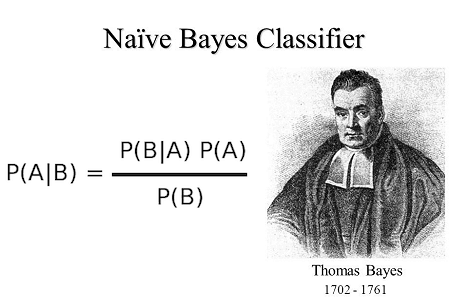 Naïve Bayes Classifier
P(A|B) = P(B|A) P(A)
P(B)
Thomas Bayes
1702 - 1761